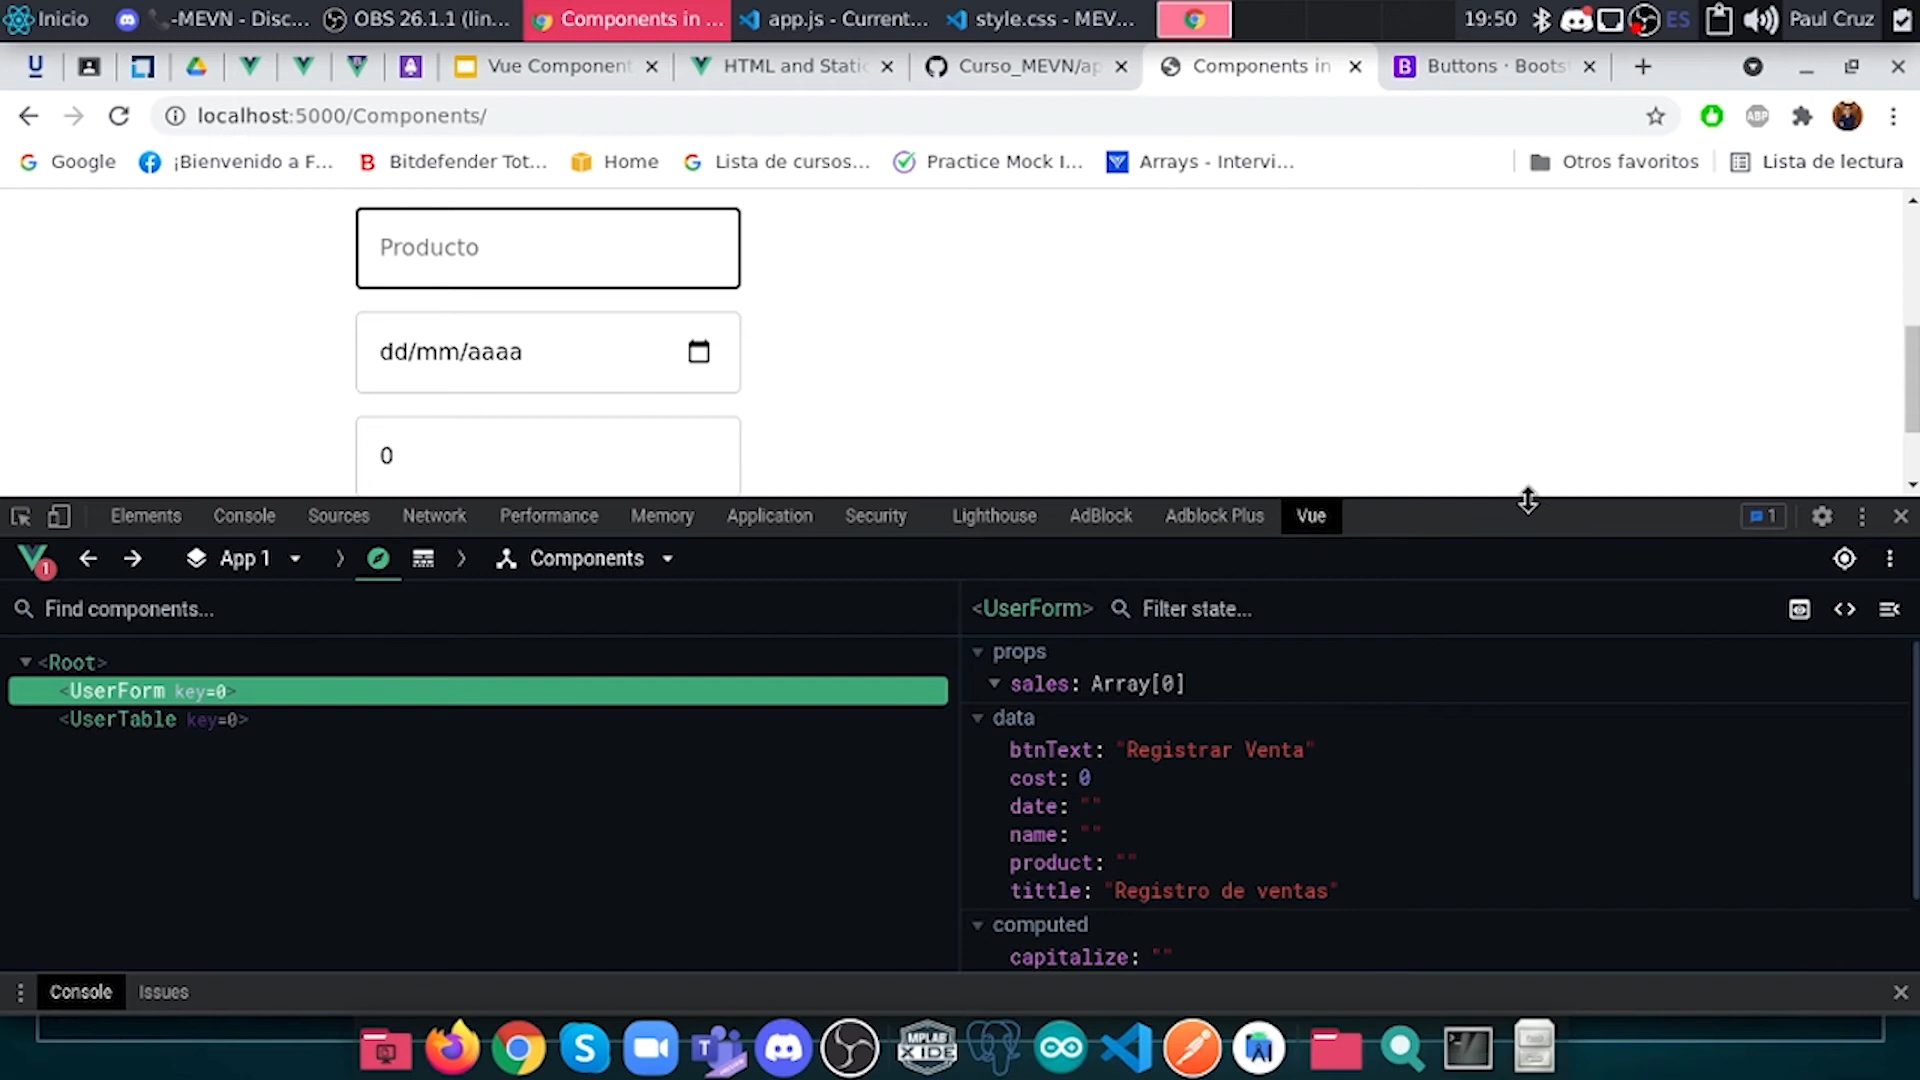 Inicio
-MEVN - Disc...
OBS 26.1.1 (lin...
Components in ...
app.js - Current...
style.css - MEV...
19:50
ES
Paul Cruz
Vue Component
HTML and Stati
Curso_MEVN/ap
Components in
Buttons · Boots
localhost:5000/Components/
ABP
Google
¡Bienvenido a F...
Bitdefender Tot...
Home
Lista de cursos...
Practice Mock I...
Arrays - Intervi...
Otros favoritos
Lista de lectura
Producto
dd/mm/aaaa
0
Elements
Console
Sources
Network
Performance
Memory
Application
Security
Lighthouse
AdBlock
Adblock Plus
Vue
1
1
App 1
Components
Find components...
<UserForm>
Filter state...
<Root>
<UserForm key=0>
<UserTable key=0>
props
sales: Array[0]
data
btnText: "Registrar Venta"
cost: 0
date: ""
name: ""
product: ""
tittle: "Registro de ventas"
computed
capitalize: ""
Console
Issues
MPLAB
X IDE